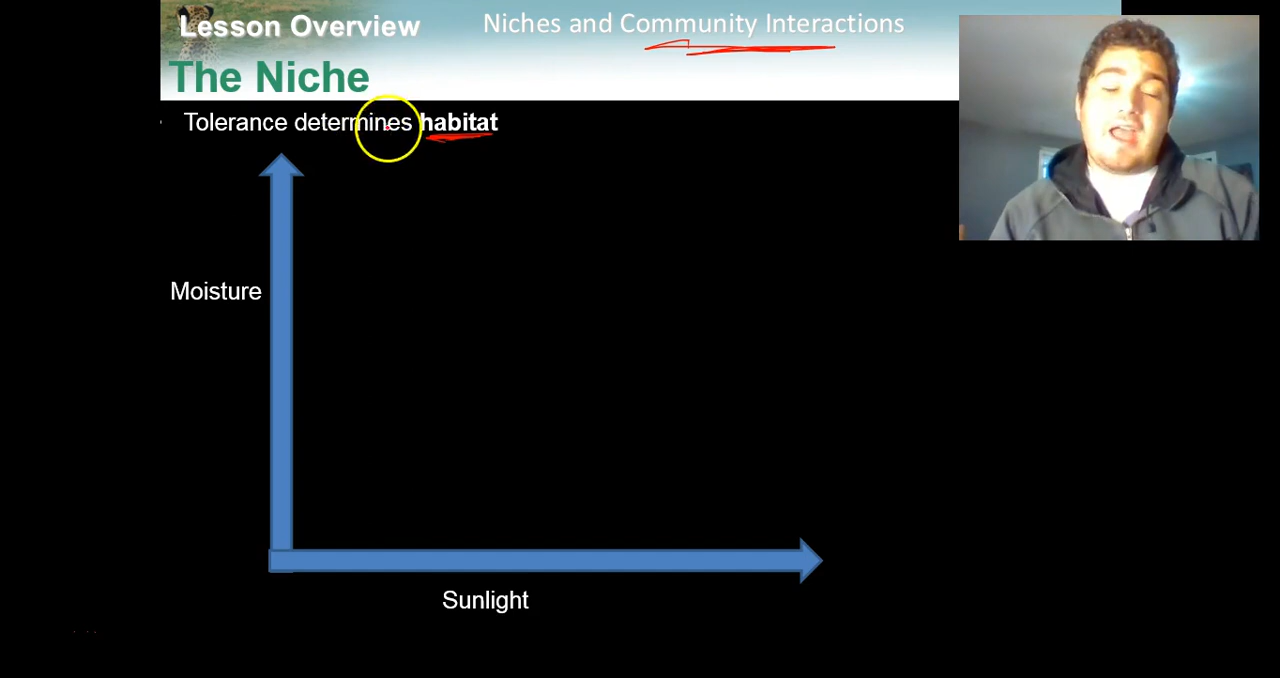 Lesson Overview
Niches and Community Interactions
The Niche
Tolerance determines habitat
Moisture
Sunlight